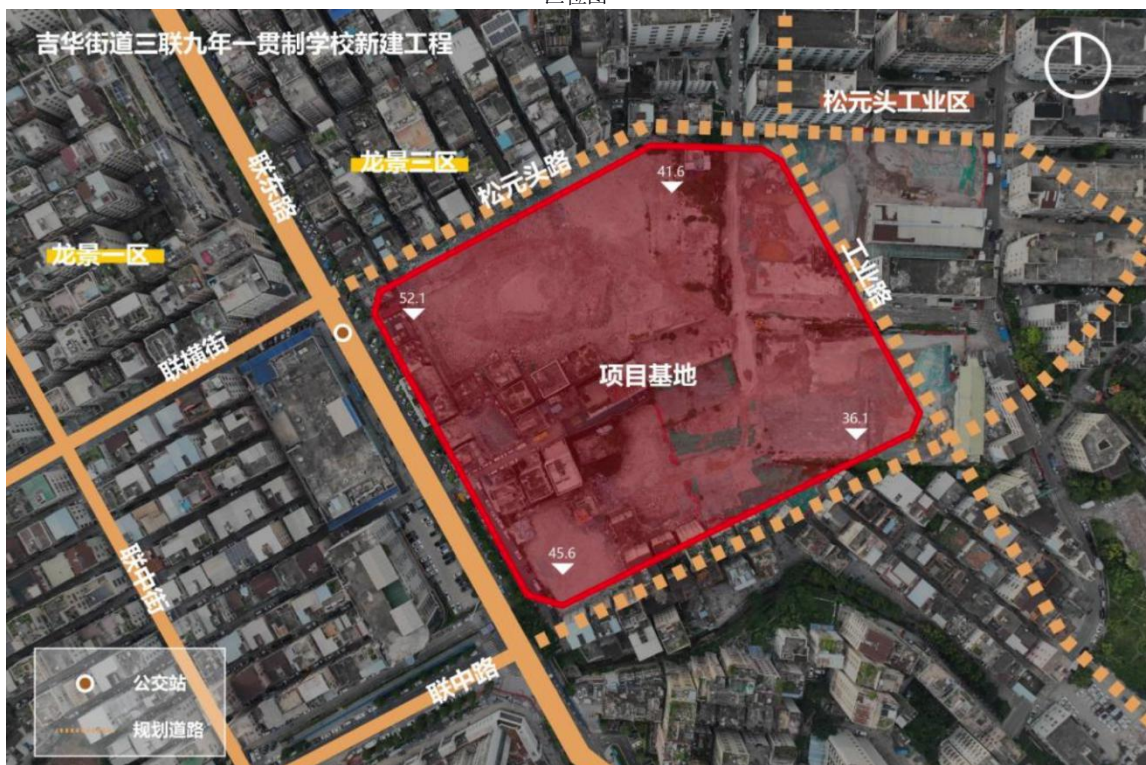 吉华街道三联九年一贯制学校新建工程
松元头工业区
龙景三区
松元头路
联东路
41.6
龙景一区
工业路
52.1
联横街
项目基地
36.1
45.6
联中街
联中路
公交站
规划道路